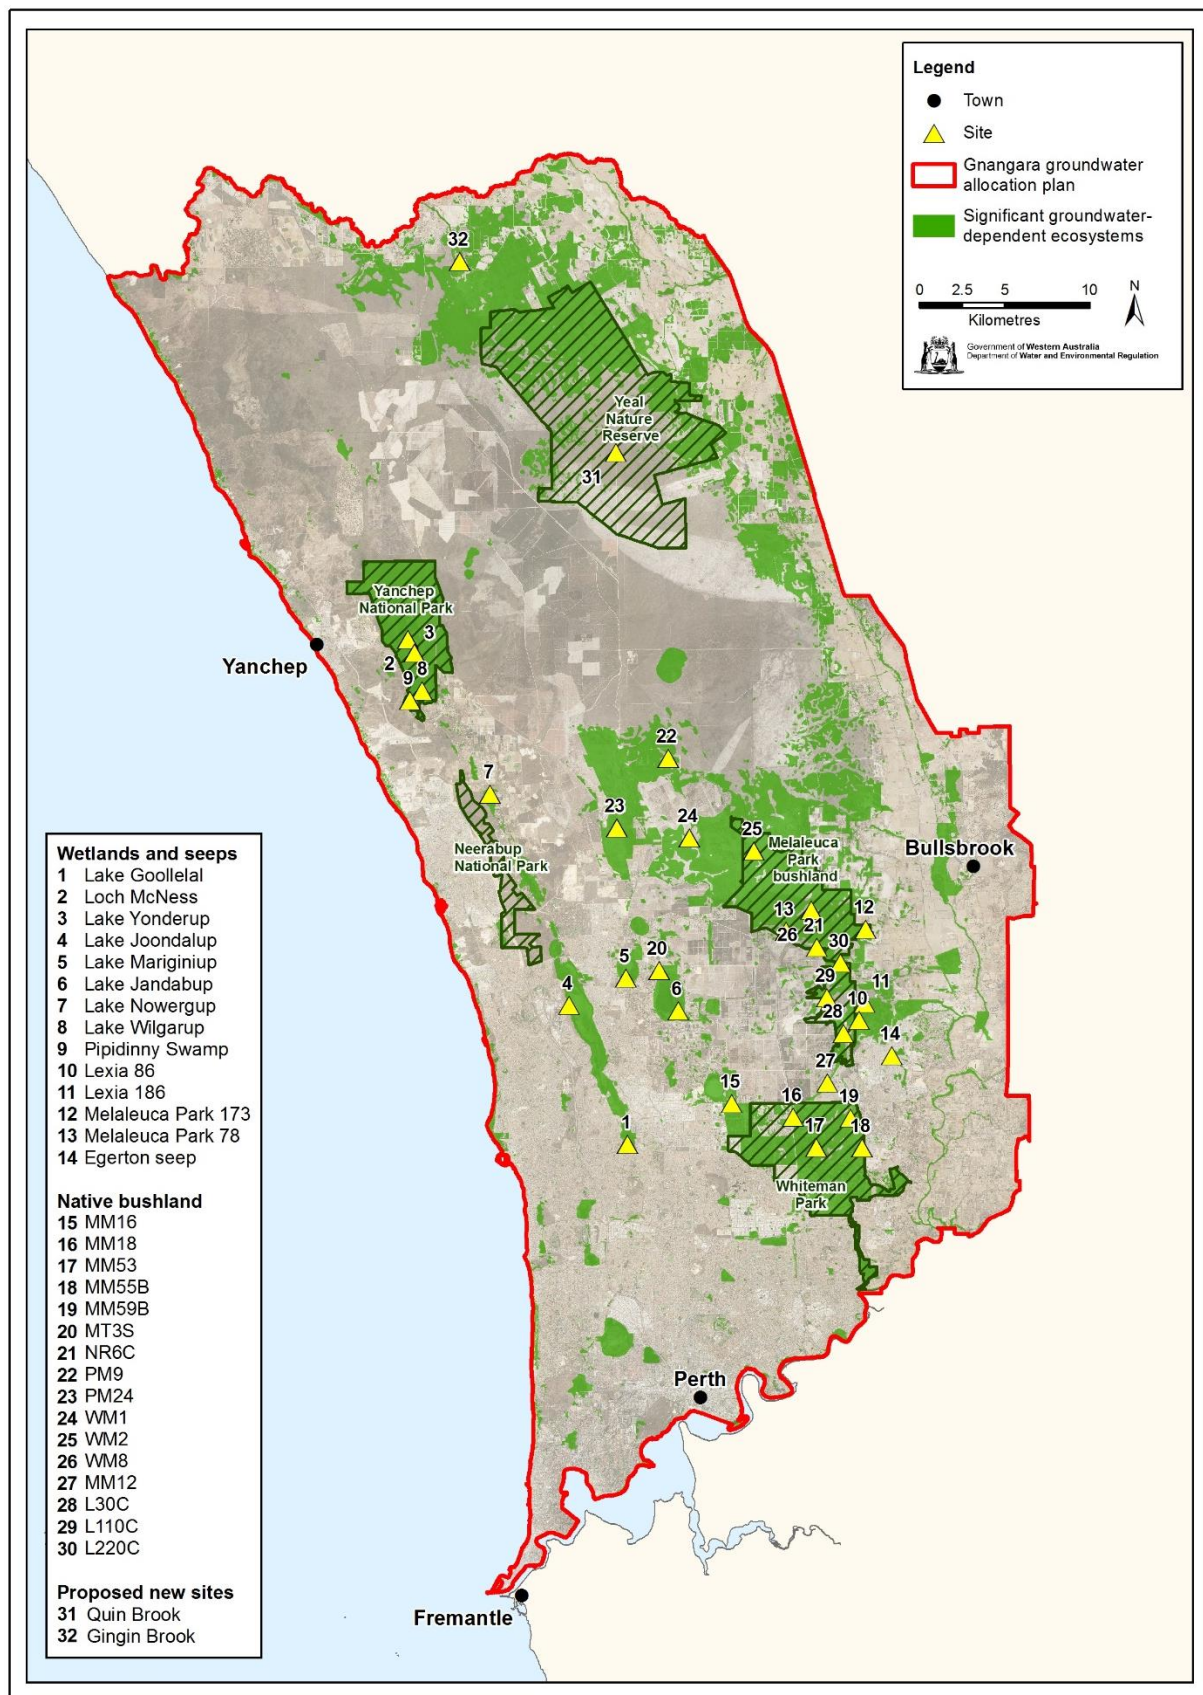 Legend
Town
Site
Gnangara groundwater
allocation plan
Significant groundwater-
dependent ecosystems
0 2.5 5 10
Kilometres
N
Government of Western Australia
Department of Water and Environmental Regulation
32
Yeal
Nature
Reserve
31
Yanchep
National Park
3
2
8
9
Yanchep
22
7
23
24
25
Neerabup
National Park
Melaleuca
Park
bushland
Bullsbrook
13
12
21
26
30
20
5
4
6
29
11
10
28
14
27
15
16
19
17
18
1
Whiteman
Park
Perth
Fremantle
Wetlands and seeps
1 Lake Goollelal
2 Loch McNess
3 Lake Yonderup
4 Lake Joondalup
5 Lake Mariginiup
6 Lake Jandabup
7 Lake Nowergup
8 Lake Wilgarup
9 Pipidinny Swamp
10 Lexia 86
11 Lexia 186
12 Melaleuca Park 173
13 Melaleuca Park 78
14 Egerton seep
Native bushland
15 MM16
16 MM18
17 MM53
18 MM55B
19 MM59B
20 MT3S
21 NR6C
22 PM9
23 PM24
24 WM1
25 WM2
26 WM8
27 MM12
28 L30C
29 L110C
30 L220C
Proposed new sites
31 Quin Brook
32 Gingin Brook